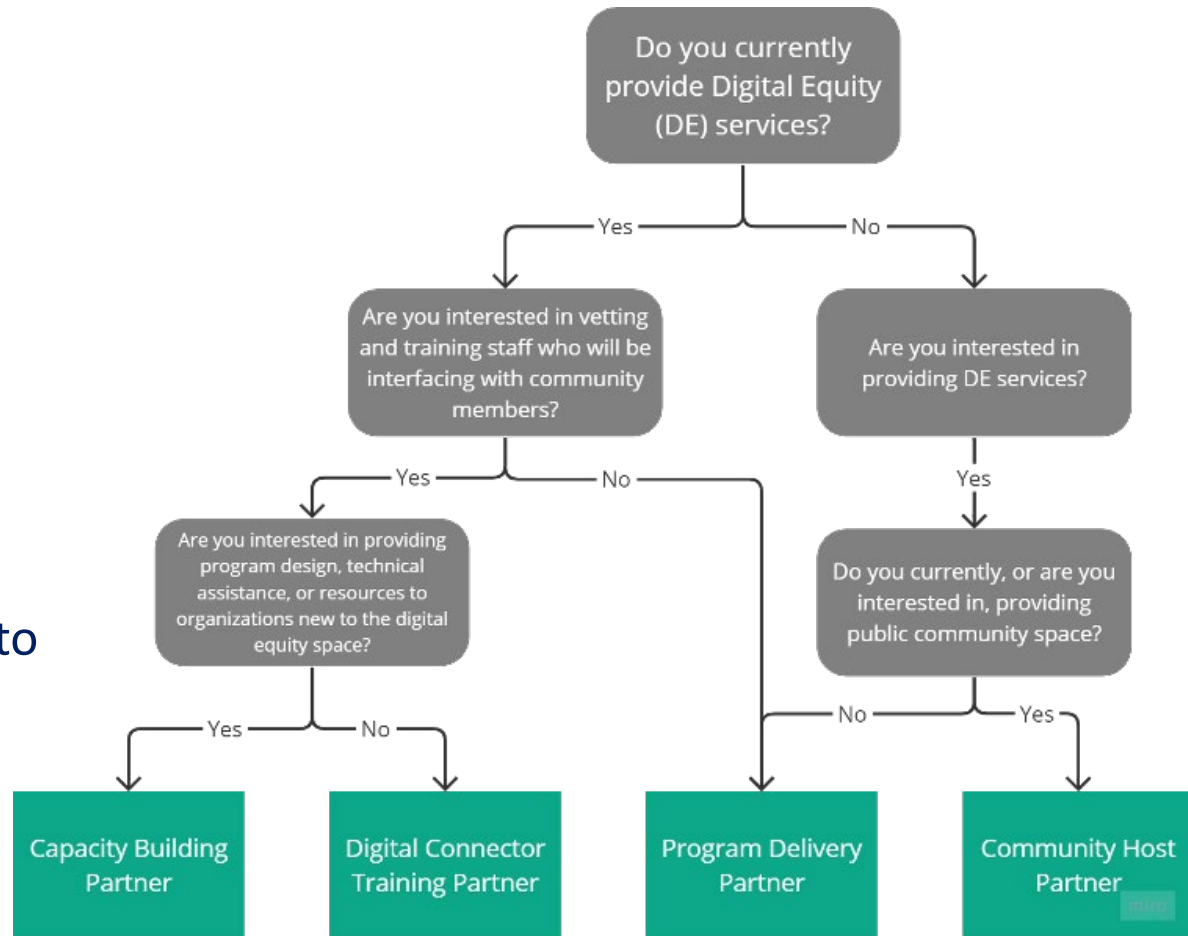 Do you currently
provide Digital Equity
(DE) services?
Yes
No
Are you interested in vetting
and training staff who will be
interfacing with community
members?
Are you interested in
providing DE services?
Yes
No
Yes
Are you interested in providing
program design, technical
assistance, or resources to
organizations new to the digital
equity space?
Do you currently, or are you
interested in, providing
public community space?
to
Yes
No
No
Yes
Capacity Building
Partner
Digital Connector
Training Partner
Program Delivery
Partner
Community Host
Partner
miro